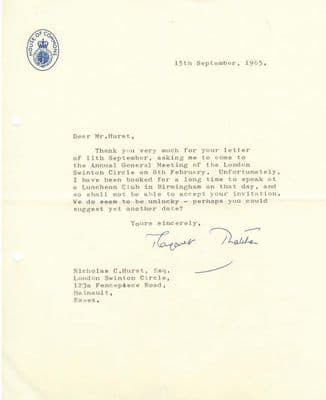 HOUSE OF COMMONS
15th September, 1965.
Dear Mr.Hurst,
Thank you very much for your letter
of 11th September, asking me to come to
the Annual General Meeting of the London
Swinton Circle on 8th February. Unfortunately,
I have been booked for a long time to speak at
a Luncheon Club in Birmingham on that day, and
so shall not be able to accept your invitation.
We do seem to be unlucky - perhaps you could
suggest yet another date?
Yours sincerely,
Margaret Thatcher
Nicholas C.Hurst, Esq.
London Swinton Circle,
123a Fencepiece Road,
Hainault,
Essex.